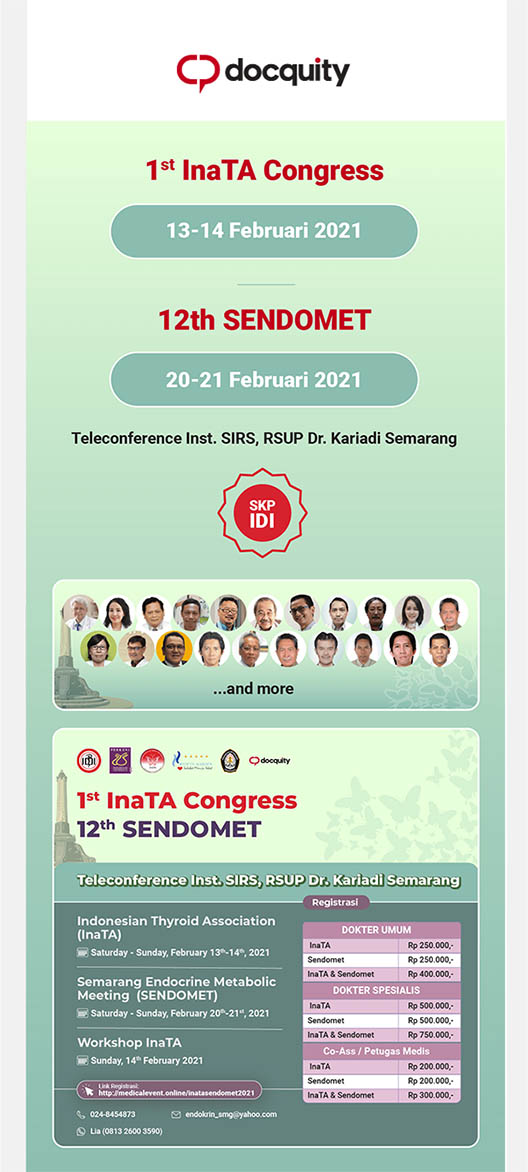 docquity
1st InaTA Congress
13-14 Februari 2021
12th SENDOMET
20-21 Februari 2021
Teleconference Inst. SIRS, RSUP Dr. Kariadi Semarang
SKP
IDI
...and more
docquity
1st InaTA Congress
12th SENDOMET
Teleconference Inst. SIRS, RSUP Dr. Kariadi Semarang
Registrasi
Indonesian Thyroid Association
(InaTA)
Saturday - Sunday, February 13th-14th, 2021
Semarang Endocrine Metabolic
Meeting (SENDOMET)
Saturday - Sunday, February 20th-21st, 2021
Workshop InaTA
Sunday, 14th February 2021
Link Registrasi:
http://medicalevent.online/inatasendomet2021
024-8454873
endokrin_smg@yahoo.com
Lia (0813 2600 3590)
DOKTER UMUM
InaTA Rp 250.000,-
Sendomet Rp 250.000,-
InaTA & Sendomet Rp 400.000,-
DOKTER SPESIALIS
InaTA Rp 500.000,-
Sendomet Rp 500.000,-
InaTA & Sendomet Rp 750.000,-
Co-Ass / Petugas Medis
InaTA Rp 200.000,-
Sendomet Rp 200.000,-
InaTA & Sendomet Rp 300.000,-